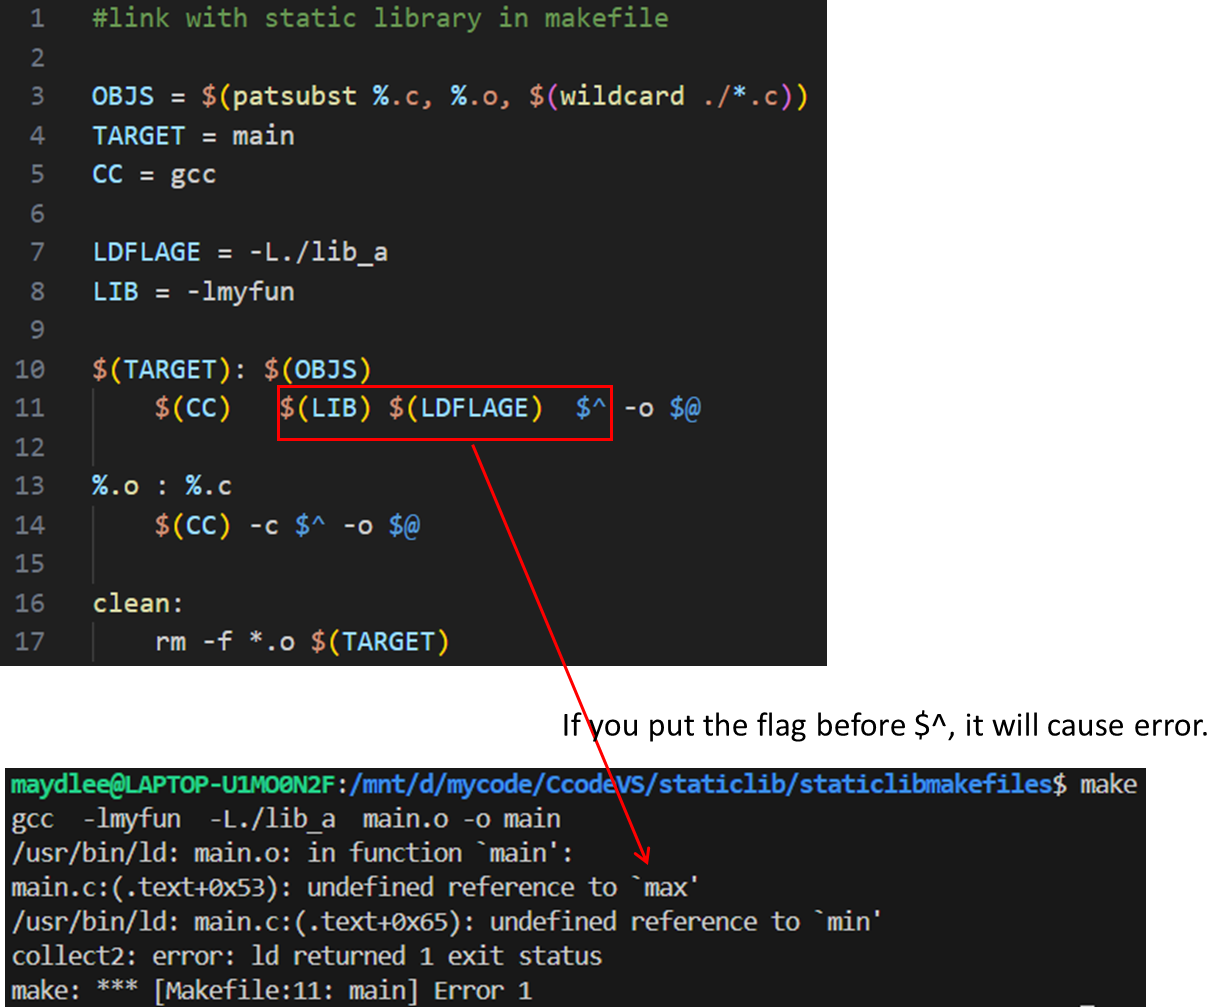 1 #link with static library in makefile
2
3 OBJS = $(patsubst %.c, %.o, $(wildcard ./*.c))
4 TARGET = main
5 CC = gcc
6
7 LDFLAGE = -L./lib_a
8 LIB = -lmyfun
9
10 $(TARGET): $(OBJS)
11 $(CC) $(LIB) $(LDFLAGE) $^ -o $@
12
13 %.o : %.c
14 $(CC) -c $^ -o $@
15
16 clean:
17 rm -f *.o $(TARGET)
If you put the flag before $^, it will cause error.
maydlee@LAPTOP-U1MO0N2F:/mnt/d/mycode/CcodeVS/staticlib/staticlibmakefiles$ make
gcc -lmyfun -L./lib_a main.o -o main
/usr/bin/ld: main.o: in function `main':
main.c:(.text+0x53): undefined reference to `max'
/usr/bin/ld: main.c:(.text+0x65): undefined reference to `min'
collect2: error: ld returned 1 exit status
make: *** [Makefile:11: main] Error 1